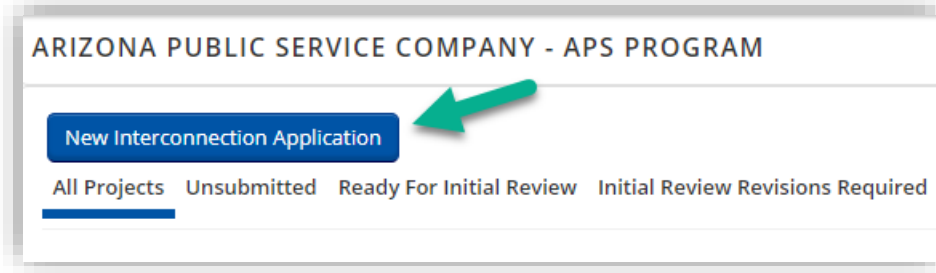 ARIZONA PUBLIC SERVICE COMPANY - APS PROGRAM
New Interconnection Application
All Projects Unsubmitted Ready For Initial Review Initial Review Revisions Required